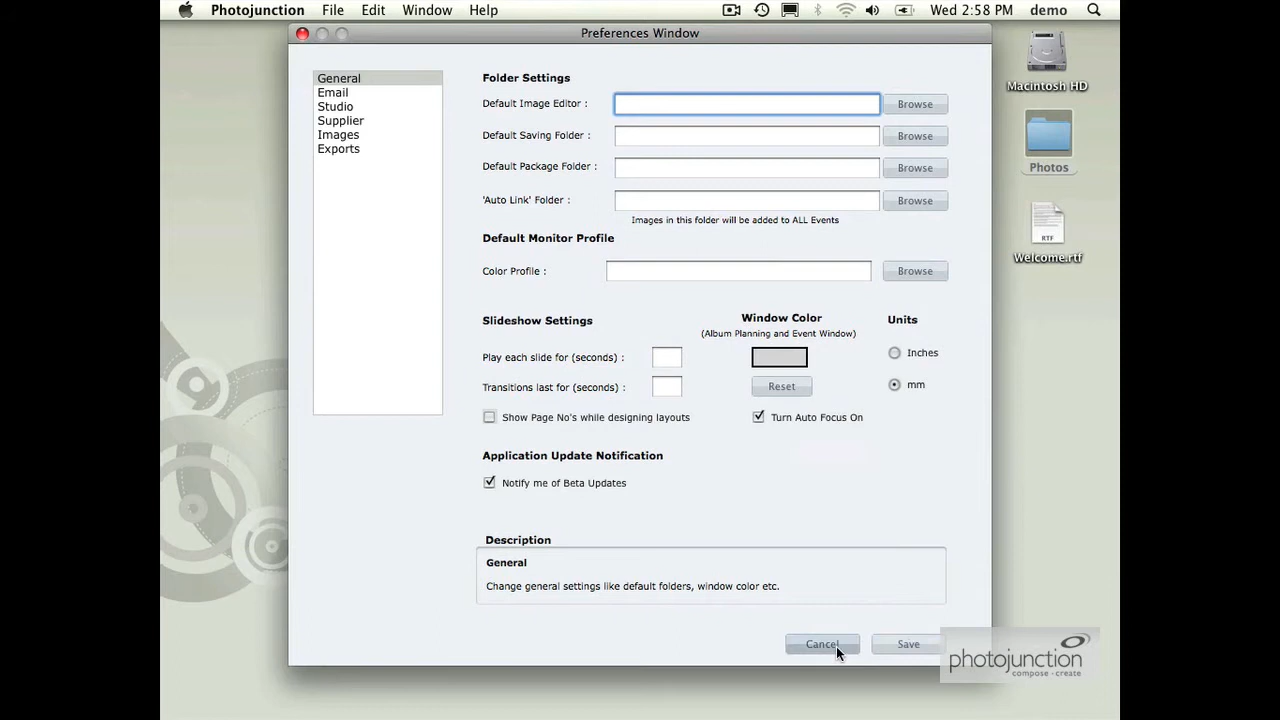 Photojunction File Edit Window Help Wed 2:58 PM demo
Preferences Window
Macintosh HD
Photos
RTF
Welcome.rtf
General
Email
Studio
Supplier
Images
Exports
Folder Settings
Default Image Editor : Browse
Default Saving Folder : Browse
Default Package Folder : Browse
'Auto Link' Folder : Browse
Images in this folder will be added to ALL Events
Default Monitor Profile
Color Profile : Browse
Slideshow Settings
Window Color
(Album Planning and Event Window)
Units
Play each slide for (seconds) :
Inches
Transitions last for (seconds) :
Reset
mm
Show Page No's while designing layouts
Turn Auto Focus On
Application Update Notification
Notify me of Beta Updates
Description
General
Change general settings like default folders, window color etc.
Cancel Save
photojunction
compose - create